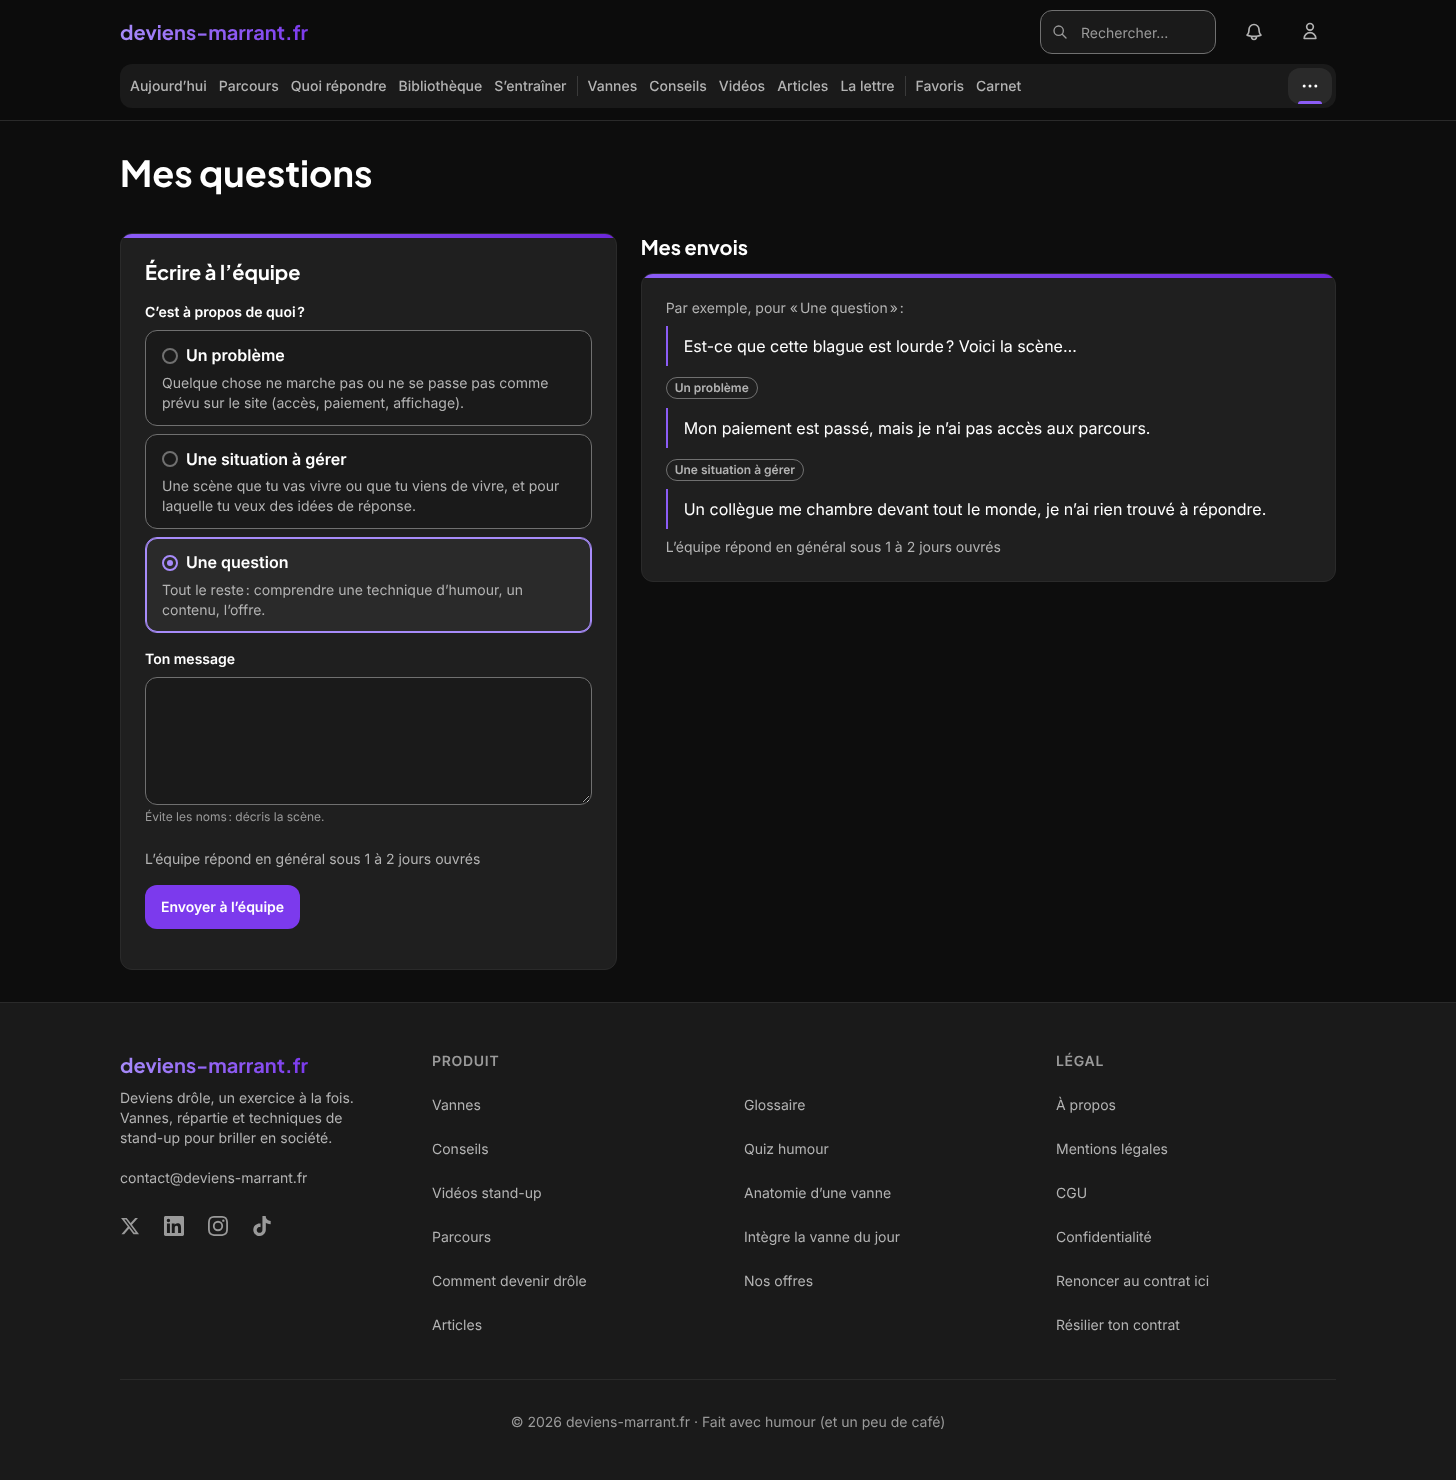 deviens-marrant.fr
Rechercher...
Aujourd’hui Parcours Quoi répondre Bibliothèque S’entraîner Vannes Conseils Vidéos Articles La lettre Favoris Carnet
Mes questions
Écrire à l’équipe
C’est à propos de quoi ?
Un problème
Quelque chose ne marche pas ou ne se passe pas comme
prévu sur le site (accès, paiement, affichage).
Une situation à gérer
Une scène que tu vas vivre ou que tu viens de vivre, et pour
laquelle tu veux des idées de réponse.
Une question
Tout le reste : comprendre une technique d’humour, un
contenu, l’offre.
Ton message
Évite les noms : décris la scène.
L’équipe répond en général sous 1 à 2 jours ouvrés
Envoyer à l’équipe
Mes envois
Par exemple, pour « Une question » :
Est-ce que cette blague est lourde ? Voici la scène…
Un problème
Mon paiement est passé, mais je n’ai pas accès aux parcours.
Une situation à gérer
Un collègue me chambre devant tout le monde, je n’ai rien trouvé à répondre.
L’équipe répond en général sous 1 à 2 jours ouvrés
deviens-marrant.fr
Deviens drôle, un exercice à la fois.
Vannes, répartie et techniques de
stand-up pour briller en société.
contact@deviens-marrant.fr
PRODUIT
Vannes
Conseils
Vidéos stand-up
Parcours
Comment devenir drôle
Articles
Glossaire
Quiz humour
Anatomie d’une vanne
Intègre la vanne du jour
Nos offres
LÉGAL
À propos
Mentions légales
CGU
Confidentialité
Renoncer au contrat ici
Résilier ton contrat
© 2026 deviens-marrant.fr · Fait avec humour (et un peu de café)